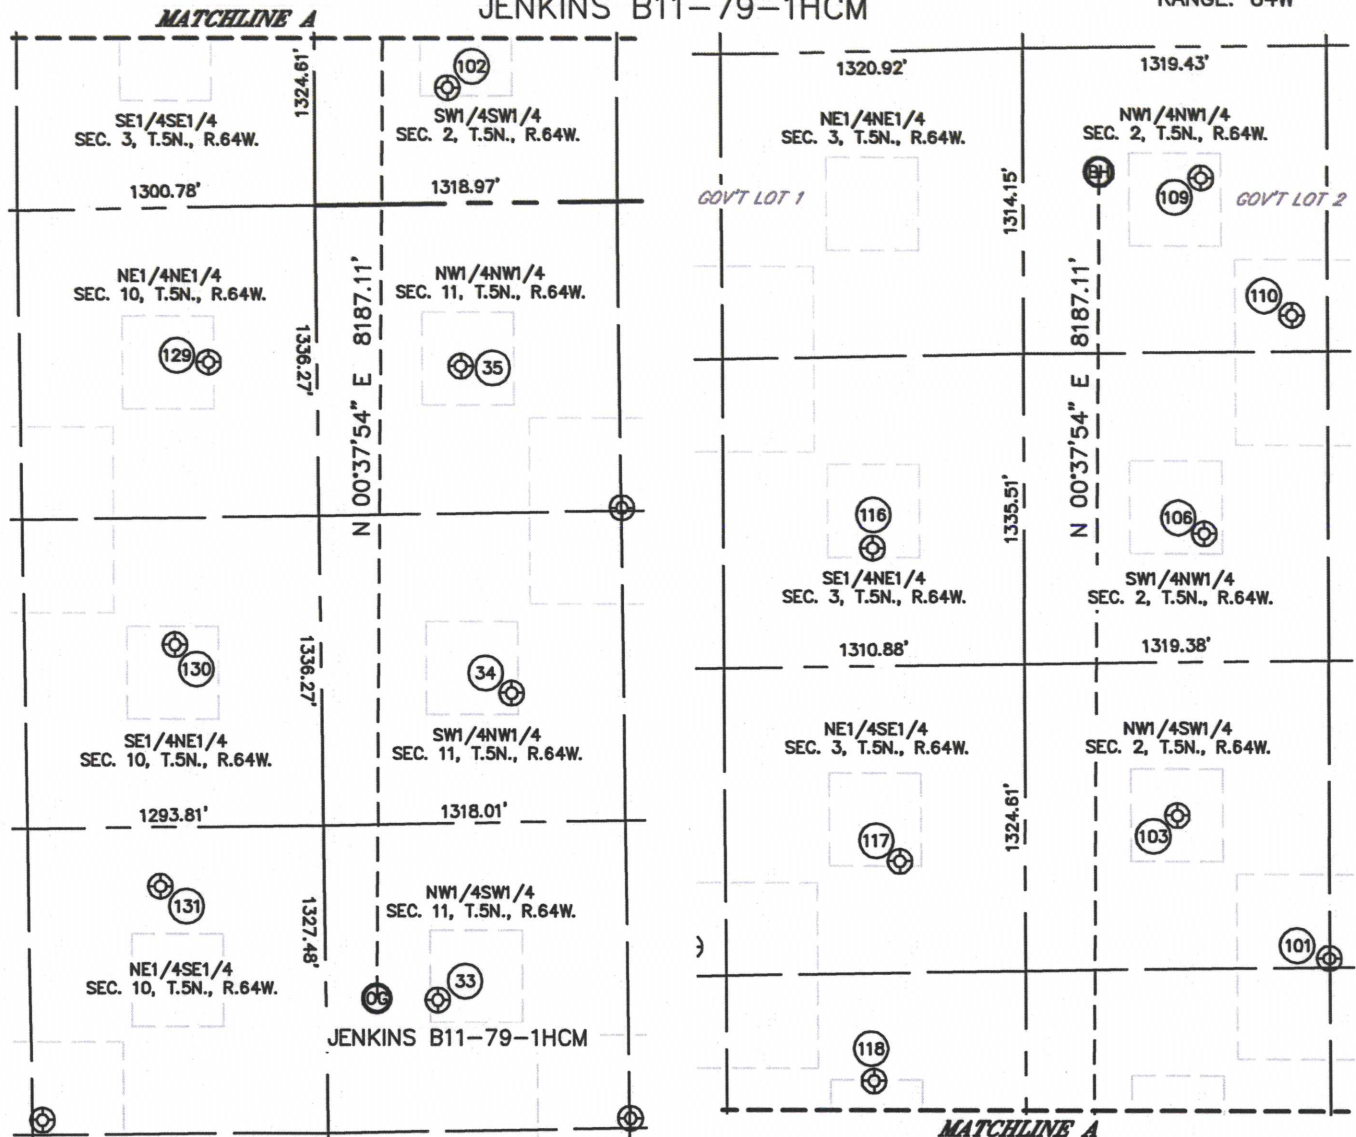 JENKINS B11-79-1HCM
RANGE: 64W
MATCHLINE A
1324.61'
102
SE1/4SE1/4
SEC. 3, T.5N., R.64W.
SW1/4SW1/4
SEC. 2, T.5N., R.64W.
1300.78'
1318.97'
NE1/4NE1/4
SEC. 10, T.5N., R.64W.
NW1/4NW1/4
SEC. 11, T.5N., R.64W.
129
35
1336.27'
N 00°37'54" E 8187.11'
130
34
1336.27'
SE1/4NE1/4
SEC. 10, T.5N., R.64W.
SW1/4NW1/4
SEC. 11, T.5N., R.64W.
1293.81'
1318.01'
131
NW1/4SW1/4
SEC. 11, T.5N., R.64W.
1327.48'
NE1/4SE1/4
SEC. 10, T.5N., R.64W.
33
OG
JENKINS B11-79-1HCM
1320.92'
1319.43'
NE1/4NE1/4
SEC. 3, T.5N., R.64W.
NW1/4NW1/4
SEC. 2, T.5N., R.64W.
BH
GOV'T LOT 1
1314.15'
109
GOV'T LOT 2
110
N 00°37'54" E 8187.11'
116
1335.51'
106
SE1/4NE1/4
SEC. 3, T.5N., R.64W.
SW1/4NW1/4
SEC. 2, T.5N., R.64W.
1310.88'
1319.38'
NE1/4SE1/4
SEC. 3, T.5N., R.64W.
NW1/4SW1/4
SEC. 2, T.5N., R.64W.
117
1324.61'
103
101
118
MATCHLINE A